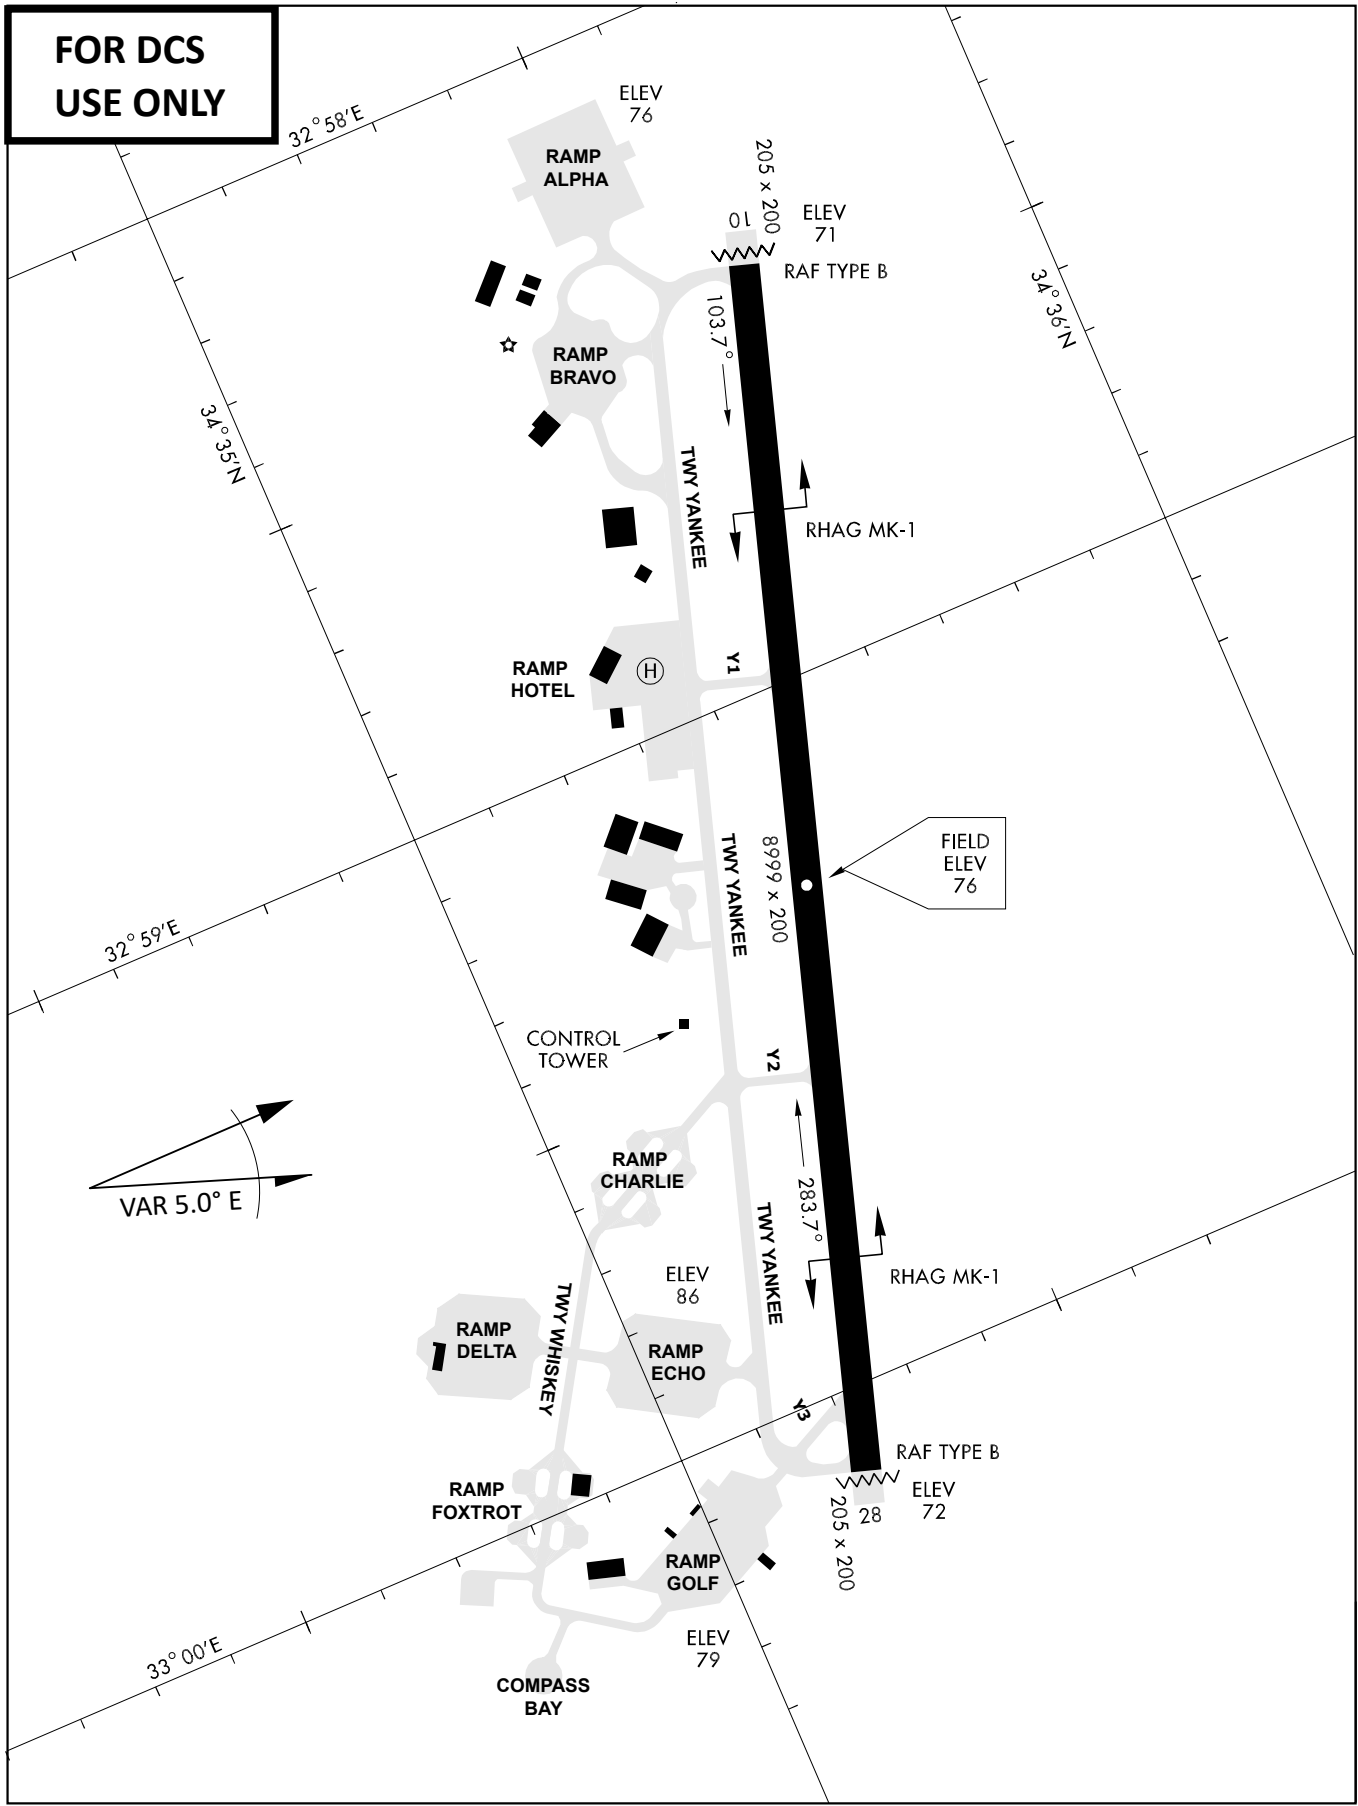 FOR DCS
USE ONLY
32°58'E
ELEV
76
RAMP
ALPHA
205 x 200
10
ELEV
71
RAF TYPE B
103.7°
34°36'N
RAMP
BRAVO
34°35'N
TWY YANKEE
RHAG MK-1
RAMP
HOTEL
H
Y1
TWY YANKEE
8999 x 200
FIELD
ELEV
76
32°59'E
CONTROL
TOWER
Y2
VAR 5.0° E
RAMP
CHARLIE
283.7°
TWY YANKEE
RHAG MK-1
ELEV
86
TWY WHISKEY
RAMP
DELTA
RAMP
ECHO
Y3
RAF TYPE B
ELEV
72
28
205 x 200
RAMP
FOXTROT
RAMP
GOLF
ELEV
79
33°00'E
COMPASS
BAY